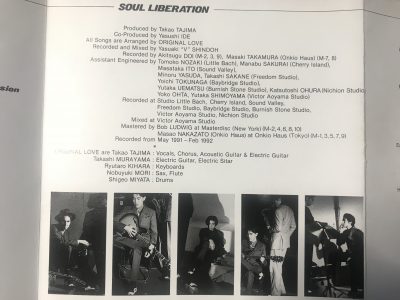 SOUL LIBERATION
Produced by Takao TAJIMA
Co-Produced by Yasushi IDE
All Songs are Arranged by ORIGINAL LOVE
Recorded and Mixed by Yasuaki "V" SHINDOH
Recorded by Akitsugu DOI (M-2, 3, 9), Masaki TAKAMURA (Onkio Haus) (M-7, 8)
Assistant Engineered by Tomoko NOZAKI (Little Bach), Manabu SAKURAI (Cherry Island),
Masataka ITO (Sound Valley),
Minoru YASUDA, Takashi SAKANE (Freedom Studio),
Yoichi TOKUNAGA (Baybridge Studio),
Yutaka UEMATSU (Burnish Stone Studio), Katsutoshi OHURA (Nichion Studio)
Yoko OHTA, Yutaka SHIMOYAMA (Victor Aoyama Studio)
Recorded at Studio Little Bach, Cherry Island, Sound Valley,
Freedom Studio, Baybridge Studio, Burnish Stone Studio,
Victor Aoyama Studio, Nichion Studio
Mixed at Victor Aoyama Studio
Mastered by Bob LUDWIG at Masterdisc (New York) (M-2, 4, 6, 8, 10)
Masao NAKAZATO (Onkio Haus) at Onkio Haus (Tokyo) (M-1, 3, 5, 7, 9)
Recorded from May 1991 - Feb 1992
ORIGINAL LOVE are Takao TAJIMA : Vocals, Chorus, Acoustic Guitar & Electric Guitar
Takashi MURAYAMA : Electric Guitar, Electric Sitar
Ryutaro KIHARA : Keyboards
Nobuyuki MORI : Sax, Flute
Shigeo MIYATA : Drums